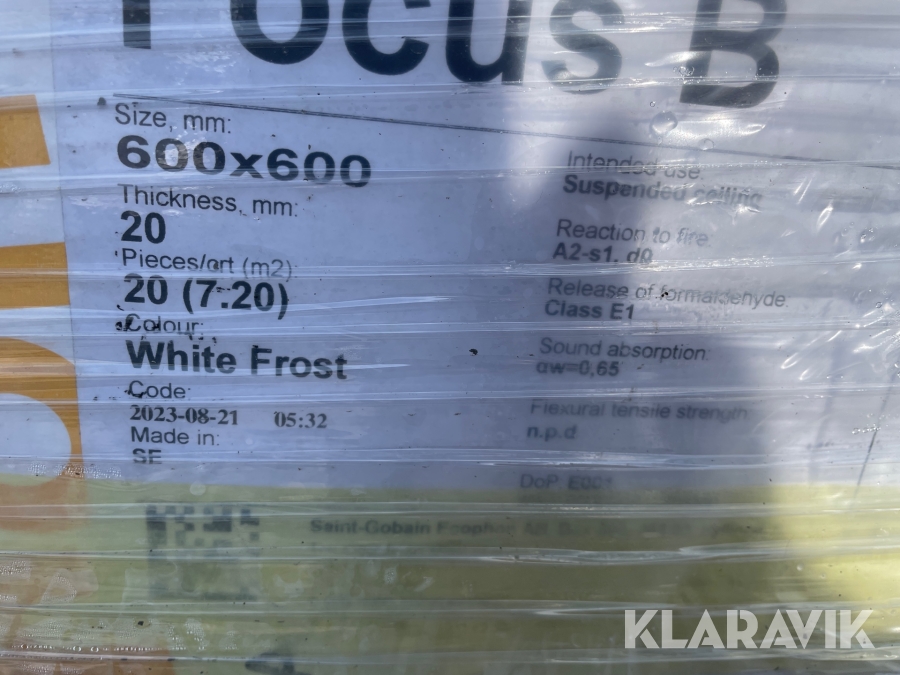 Focus B
Size, mm:
600x600
Thickness, mm:
20
Pieces/art (m2):
20 (7.20)
Colour:
White Frost
Code:
2023-08-21 05:32
Made in:
SE
Intended use:
Suspended ceiling
Reaction to fire:
A2-s1, d0
Release of formaldehyde:
Class E1
Sound absorption:
αw=0,65
Flexural tensile strength:
n.p.d
DoP E001
Saint-Gobain Ecophon AB
KLARAVIK